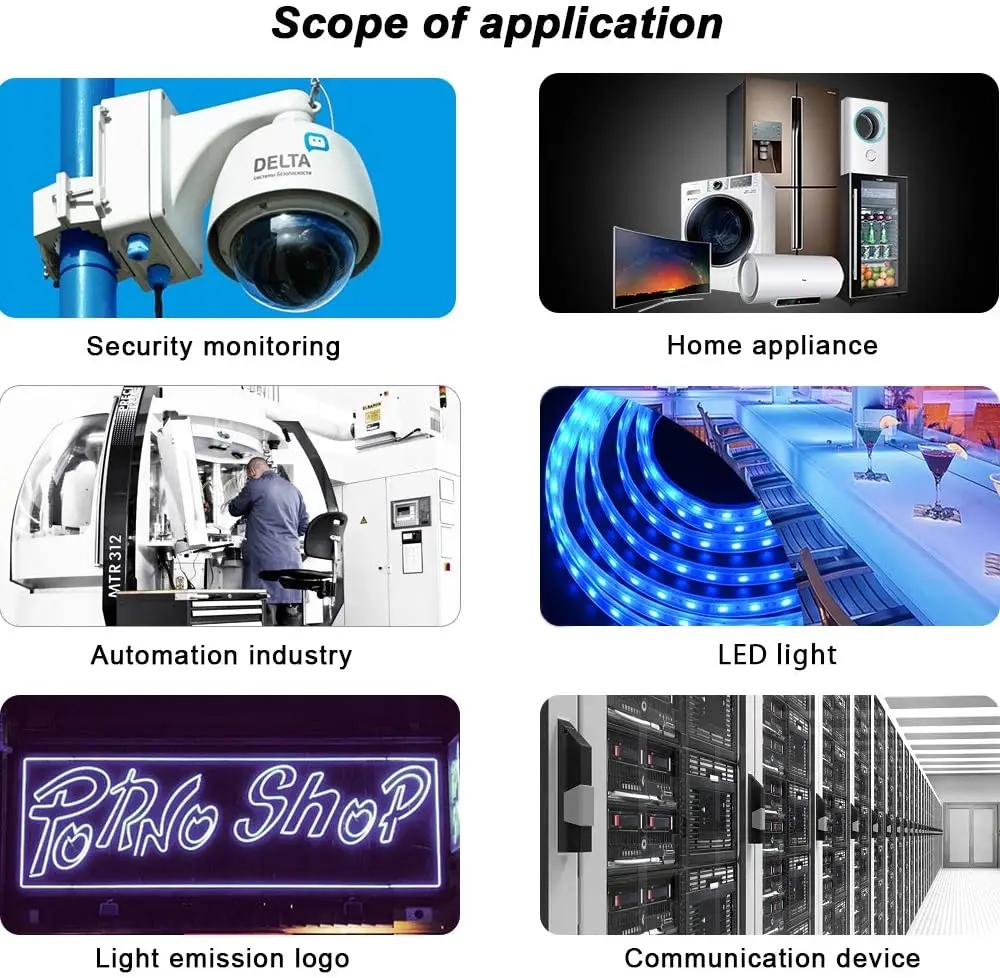 Scope of application
DELTA
системы безопасности
Security monitoring
Home appliance
MTR 312
Automation industry
LED light
PORNO SHOP
Light emission logo
Communication device